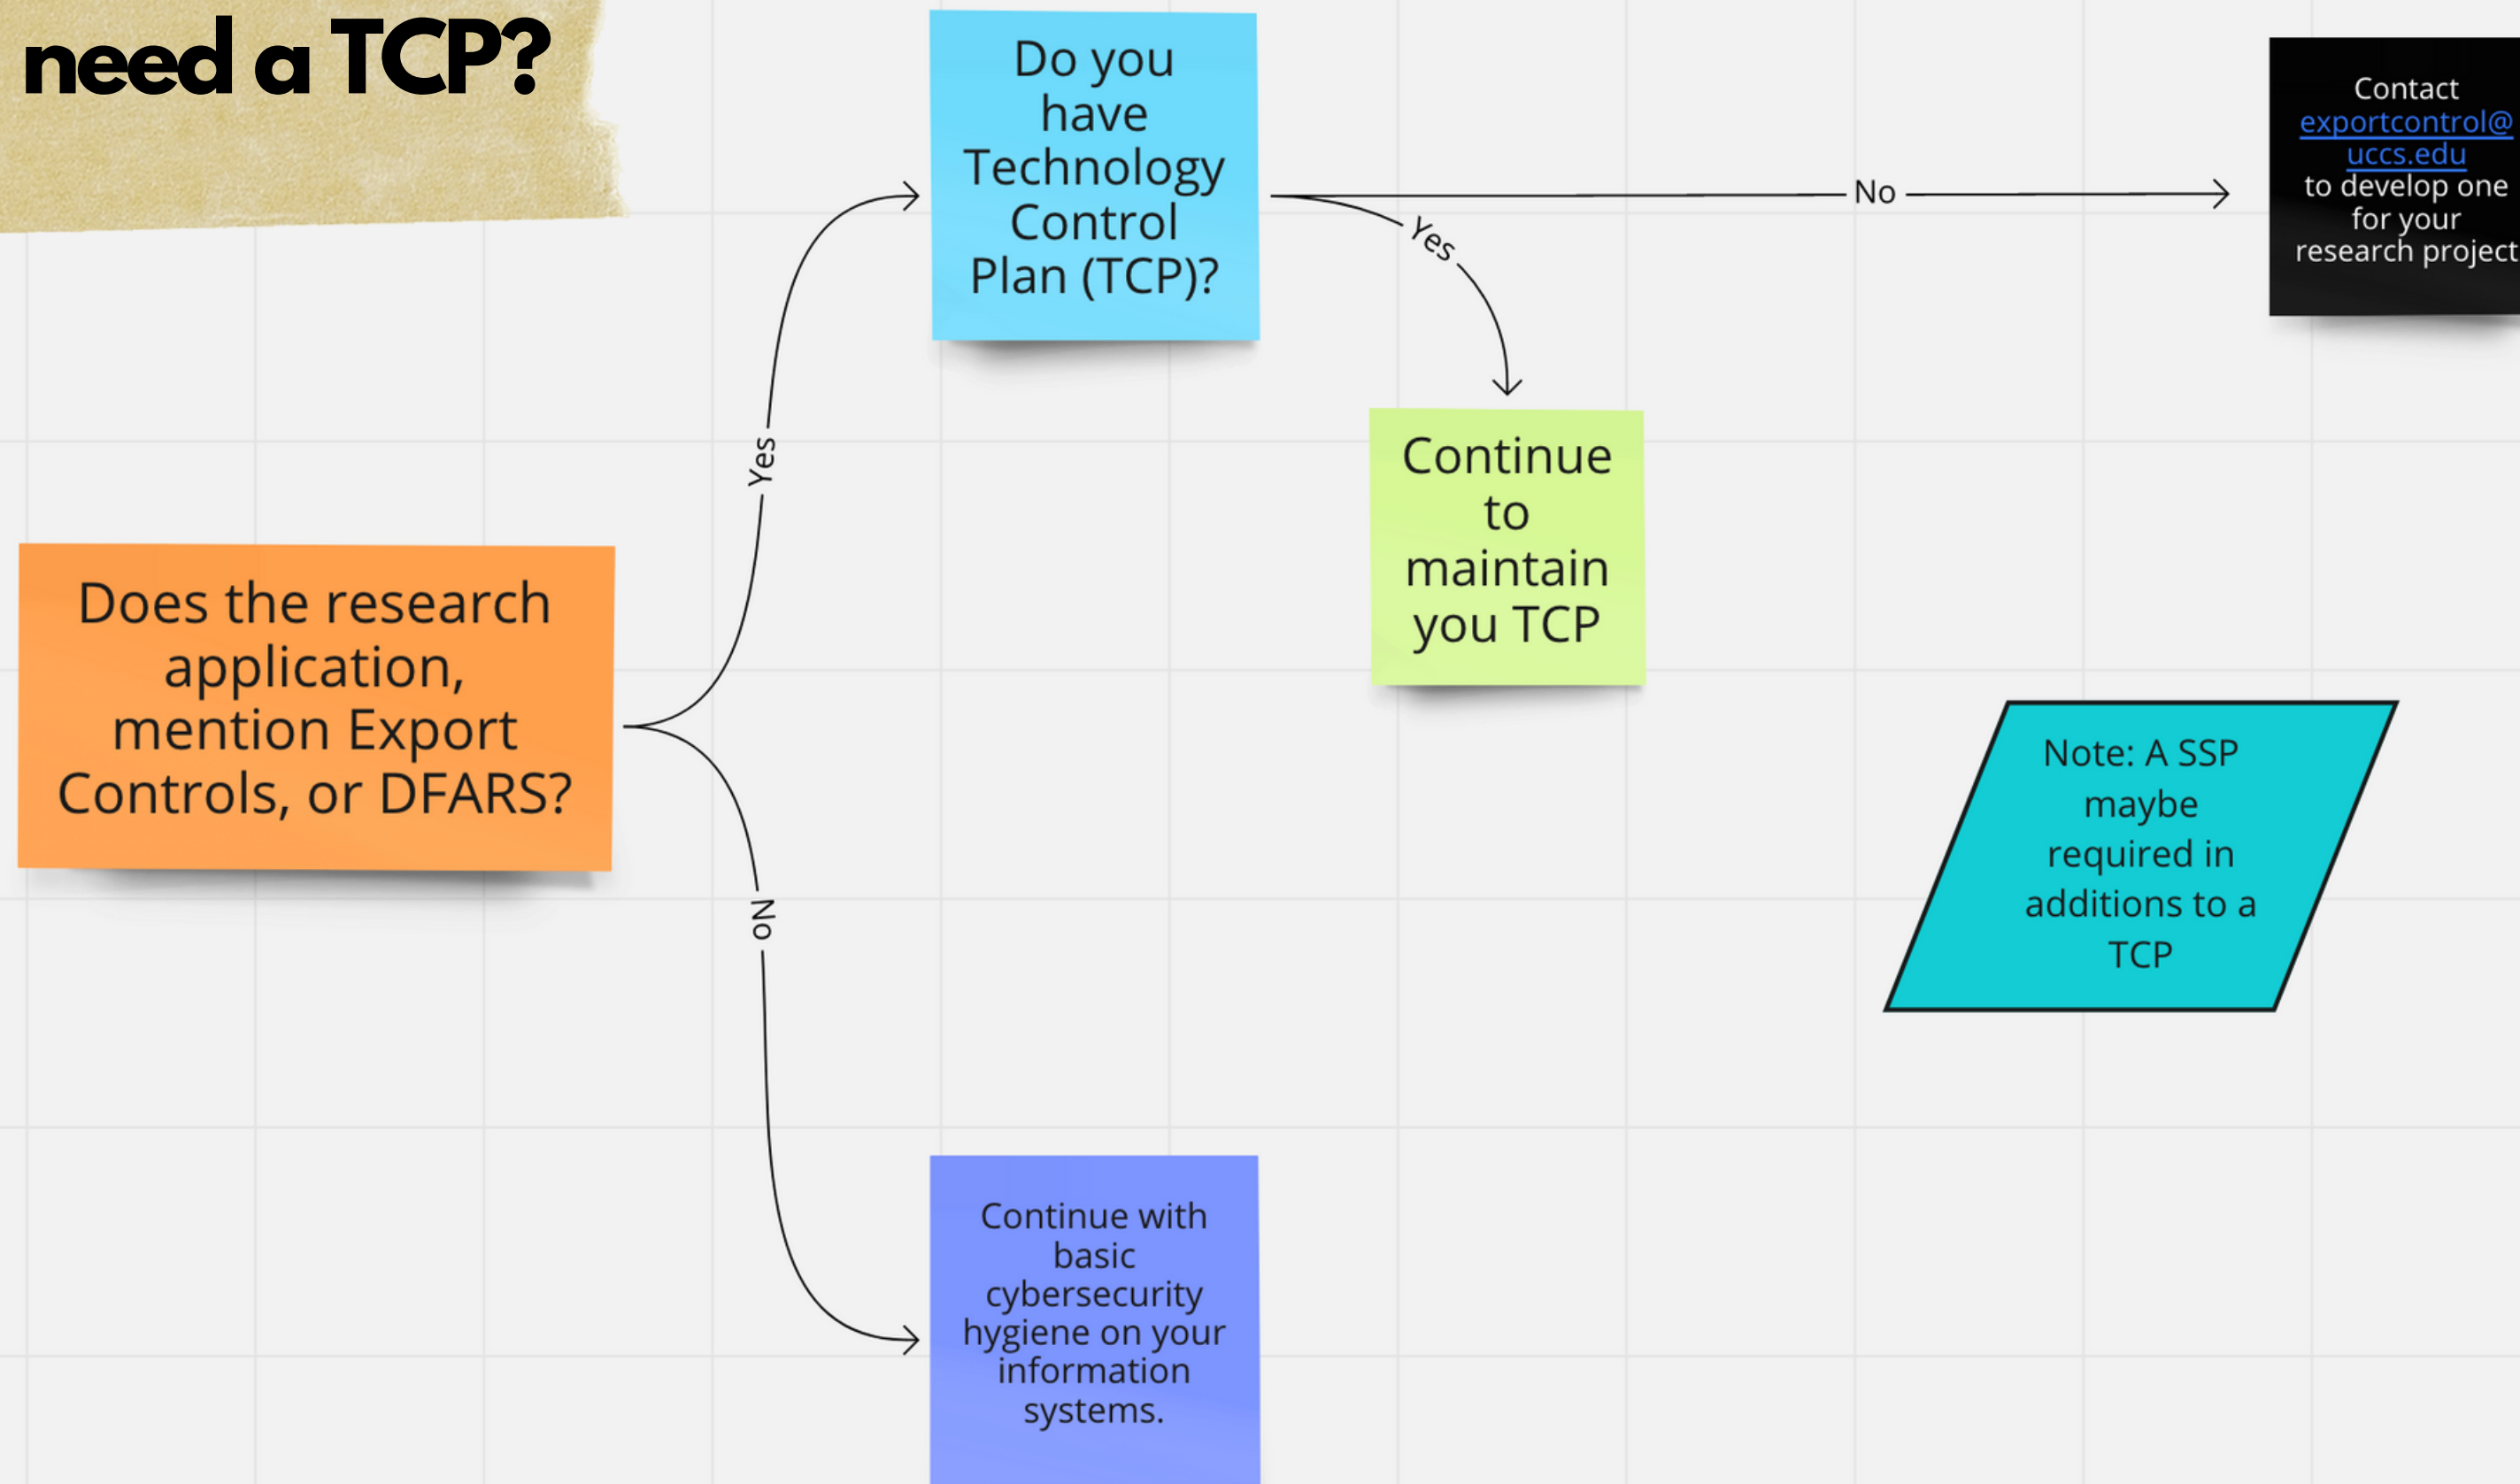 need a TCP?
Do you
have
Technology
Control
Plan (TCP)?
No
Yes
Contact
exportcontrol@
uccs.edu
to develop one
for your
research project
Continue
to
maintain
you TCP
Yes
Does the research
application,
mention Export
Controls, or DFARS?
No
Note: A SSP
maybe
required in
additions to a
TCP
Continue with
basic
cybersecurity
hygiene on your
information
systems.